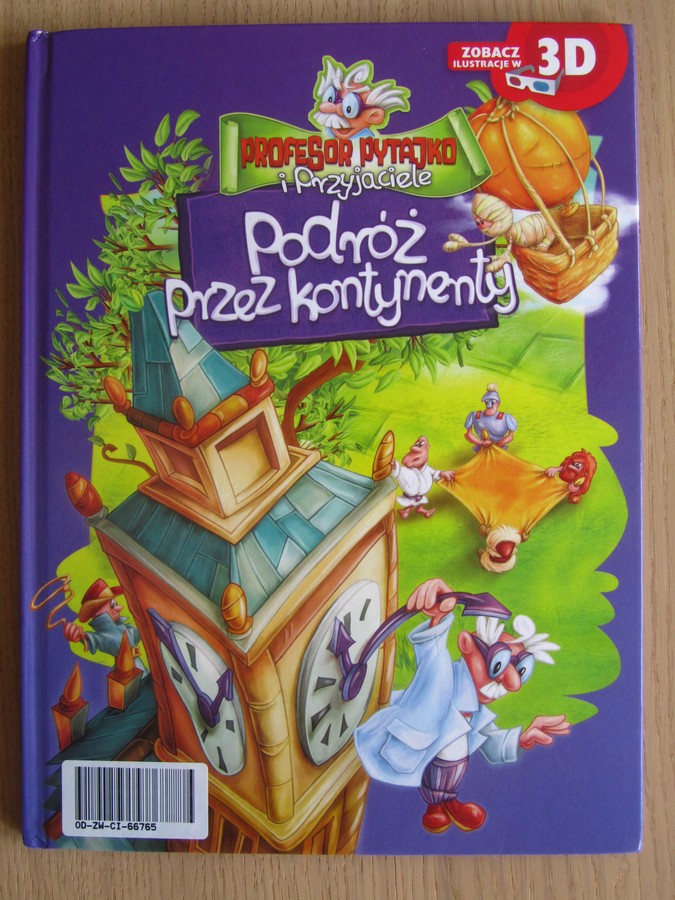 ZOBACZ
ILUSTRACJE W
3D
PROFESOR PYTAJKO
i Przyjaciele
Podróż
przez kontynenty
OD-ZW-CI-66765